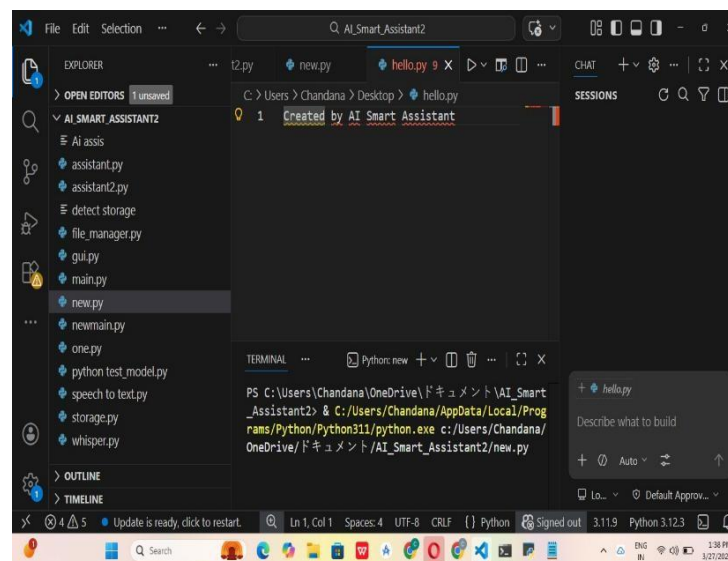 File Edit Selection ··· ← → AI_Smart_Assistant2
EXPLORER ···
OPEN EDITORS 1 unsaved
AI_SMART_ASSISTANT2
Ai assis
assistant.py
assistant2.py
detect storage
file_manager.py
gui.py
main.py
new.py
newmain.py
one.py
python test_model.py
speech to text.py
storage.py
whisper.py
OUTLINE
TIMELINE
t2.py new.py hello.py 9 X
C: > Users > Chandana > Desktop > hello.py
1 Created by AI Smart Assistant
TERMINAL ··· Python: new
PS C:\Users\Chandana\OneDrive\ドキュメント\AI_Smart
_Assistant2> & C:/Users/Chandana/AppData/Local/Prog
rams/Python/Python311/python.exe c:/Users/Chandana/
OneDrive/ドキュメント/AI_Smart_Assistant2/new.py
CHAT
SESSIONS
hello.py
Describe what to build
Auto
Lo... Default Approv...
4 5 Update is ready, click to restart. Ln 1, Col 1 Spaces: 4 UTF-8 CRLF {} Python Signed out 3.11.9 Python 3.12.3
Search ENG
IN
1:38 PM
3/27/202